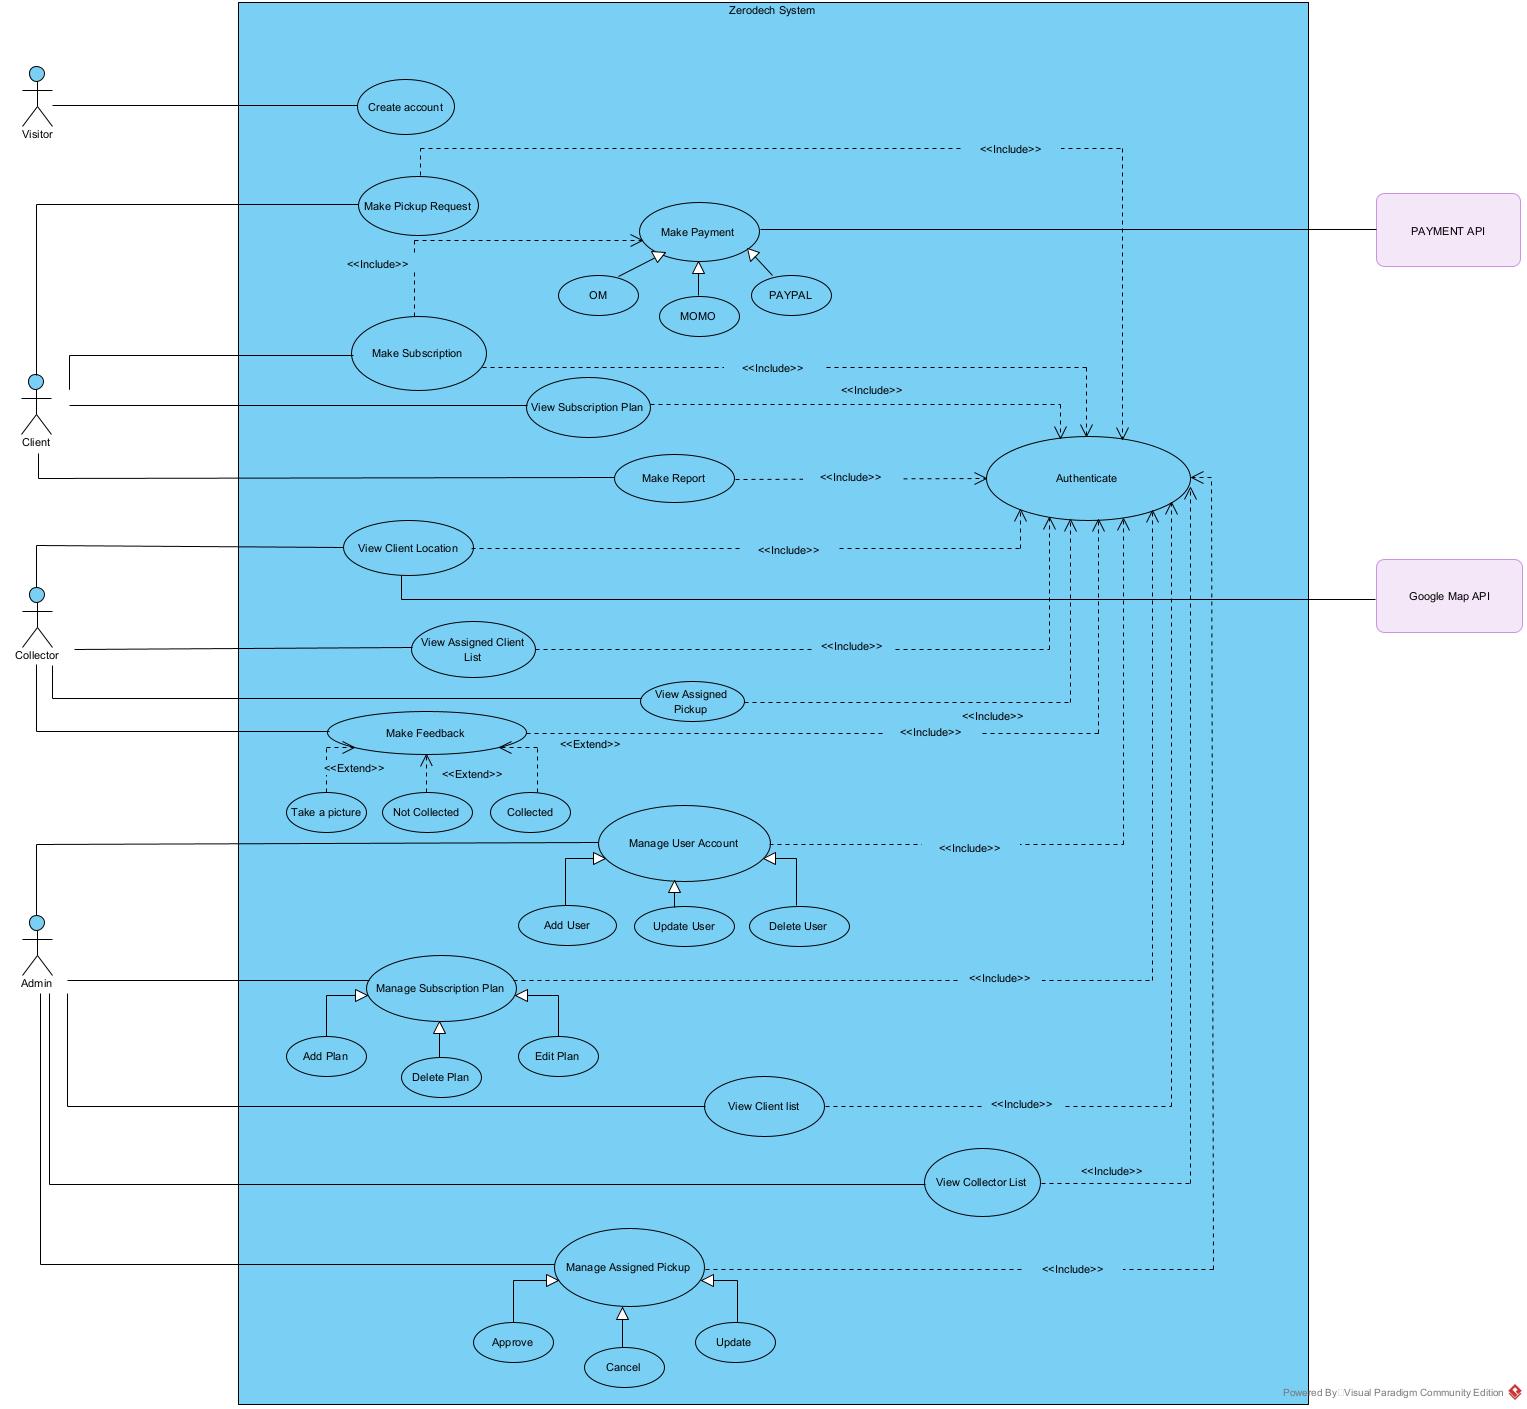 Zerodech System
Create account
Visitor
<<Include>>
Make Pickup Request
Make Payment
PAYMENT API
<<Include>>
OM
PAYPAL
MOMO
Make Subscription
<<Include>>
<<Include>>
View Subscription Plan
Client
Make Report
<<Include>>
Authenticate
View Client Location
<<Include>>
Google Map API
View Assigned Client
List
<<Include>>
Collector
View Assigned
Pickup
<<Include>>
Make Feedback
<<Include>>
<<Extend>>
<<Extend>>
<<Extend>>
Take a picture
Not Collected
Collected
Manage User Account
<<Include>>
Add User
Update User
Delete User
Admin
Manage Subscription Plan
<<Include>>
Add Plan
Edit Plan
Delete Plan
View Client list
<<Include>>
<<Include>>
View Collector List
Manage Assigned Pickup
<<Include>>
Approve
Update
Cancel
Powered By Visual Paradigm Community Edition